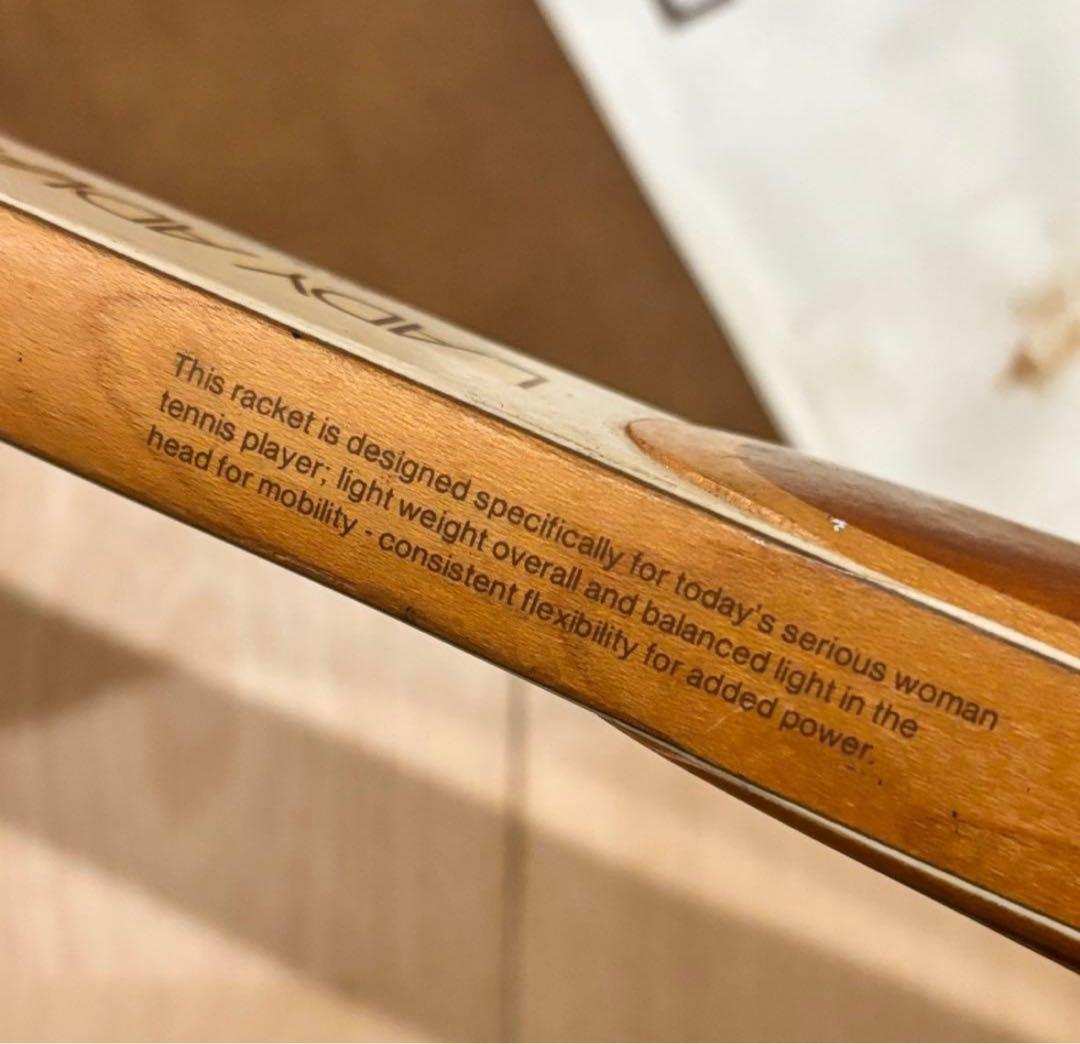 LADY LADY
This racket is designed specifically for today's serious woman
tennis player; light weight overall and balanced light in the
head for mobility - consistent flexibility for added power.